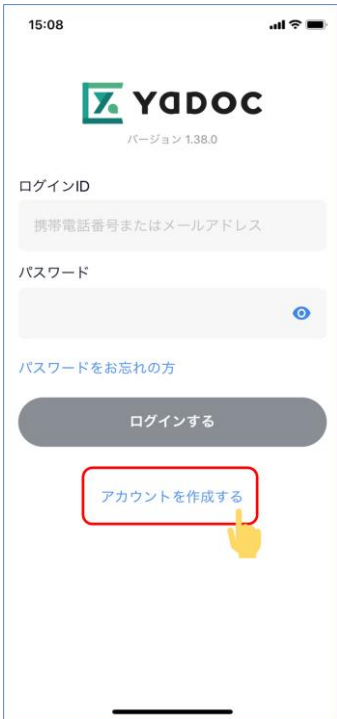 15:08
YaDOC
バージョン 1.38.0
ログインID
携帯電話番号またはメールアドレス
パスワード
パスワードをお忘れの方
ログインする
アカウントを作成する